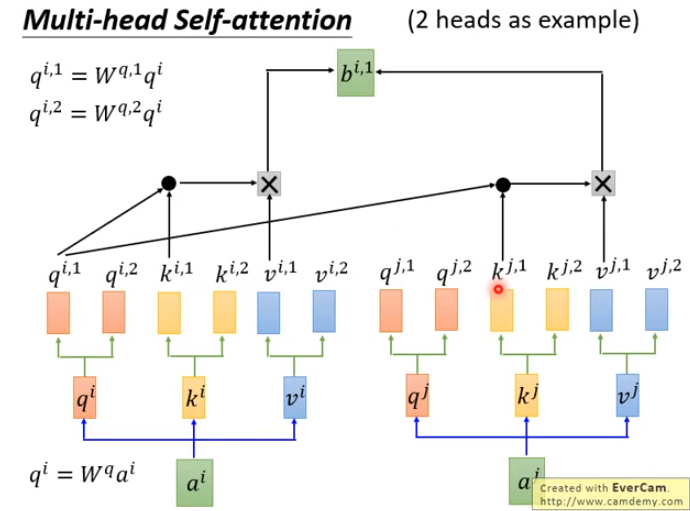 Multi-head Self-attention (2 heads as example)
q^{i,1} = W^{q,1}q^{i}
q^{i,2} = W^{q,2}q^{i}
b^{i,1}
q^{i,1} q^{i,2} k^{i,1} k^{i,2} v^{i,1} v^{i,2} q^{j,1} q^{j,2} k^{j,1} k^{j,2} v^{j,1} v^{j,2}
q^{i} k^{i} v^{i} q^{j} k^{j} v^{j}
q^{i} = W^{q}a^{i}
a^{i} a^{j}
Created with EverCam.
http://www.camdemy.com